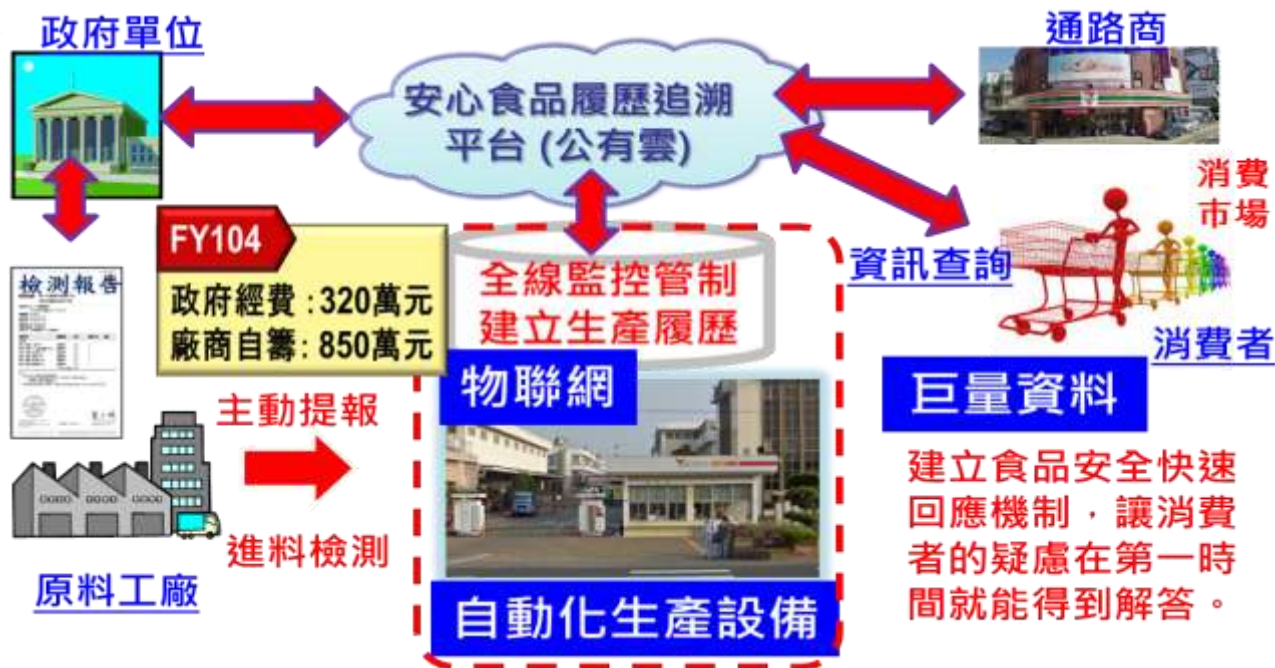 政府單位
安心食品履歷追溯
平台 (公有雲)
通路商
消費
市場
FY104
政府經費：320萬元
廠商自籌：850萬元
全線監控管制
建立生產履歷
資訊查詢
消費者
檢測報告
物聯網
巨量資料
主動提報
進料檢測
原料工廠
自動化生產設備
建立食品安全快速
回應機制，讓消費
者的疑慮在第一時
間就能得到解答。